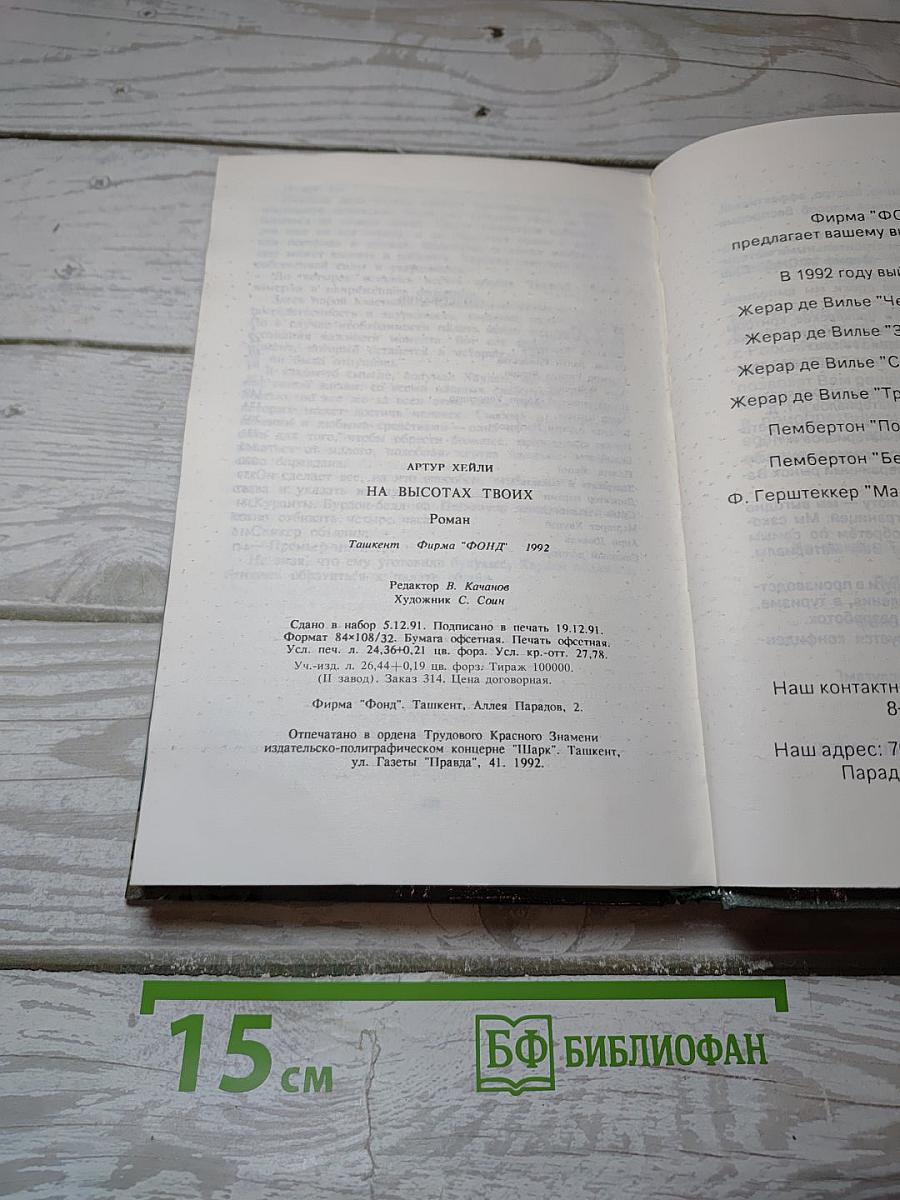 АРТУР ХЕЙЛИ
НА ВЫСОТАХ ТВОИХ
Роман
Ташкент Фирма "ФОНД" 1992
Редактор В. Качанов
Художник С. Соин
Сдано в набор 5.12.91. Подписано в печать 19.12.91.
Формат 84×108/32. Бумага офсетная. Печать офсетная.
Усл. печ. л. 24,36+0,21 цв. форз. Усл. кр.-отт. 27,78.
Уч.-изд. л. 26,44+0,19 цв. форз. Тираж 100000.
(II завод). Заказ 314. Цена договорная.
Фирма "Фонд". Ташкент, Аллея Парадов, 2.
Отпечатано в ордена Трудового Красного Знамени
издательско-полиграфическом концерне "Шарк". Ташкент,
ул. Газеты "Правда", 41. 1992.
Фирма "ФО
предлагает вашему в
В 1992 году вый
Жерар де Вилье "Че
Жерар де Вилье "З
Жерар де Вилье "С
Жерар де Вилье "Тр
Пембертон "По
Пембертон "Бе
Ф. Герштеккер "Ма
Наш контактн
8-
Наш адрес: 7
Парад
15 см
БФ БИБЛИОФАН